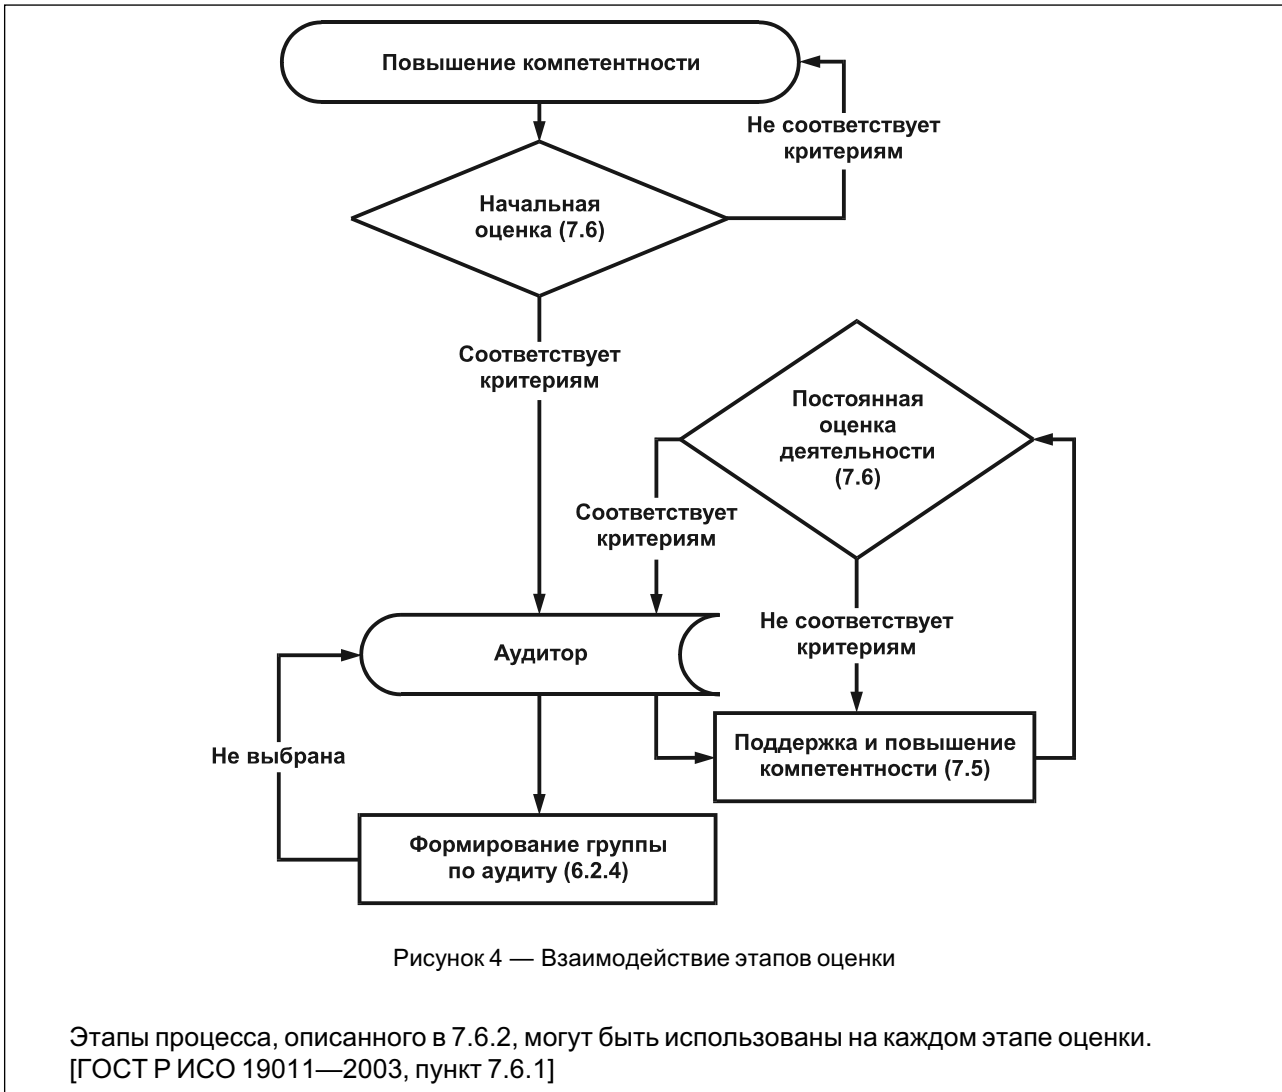 Повышение компетентности
Не соответствует
критериям
Начальная
оценка (7.6)
Соответствует
критериям
Постоянная
оценка
деятельности
(7.6)
Соответствует
критериям
Не соответствует
критериям
Аудитор
Не выбрана
Поддержка и повышение
компетентности (7.5)
Формирование группы
по аудиту (6.2.4)
Рисунок 4 — Взаимодействие этапов оценки
Этапы процесса, описанного в 7.6.2, могут быть использованы на каждом этапе оценки.
[ГОСТ Р ИСО 19011—2003, пункт 7.6.1]